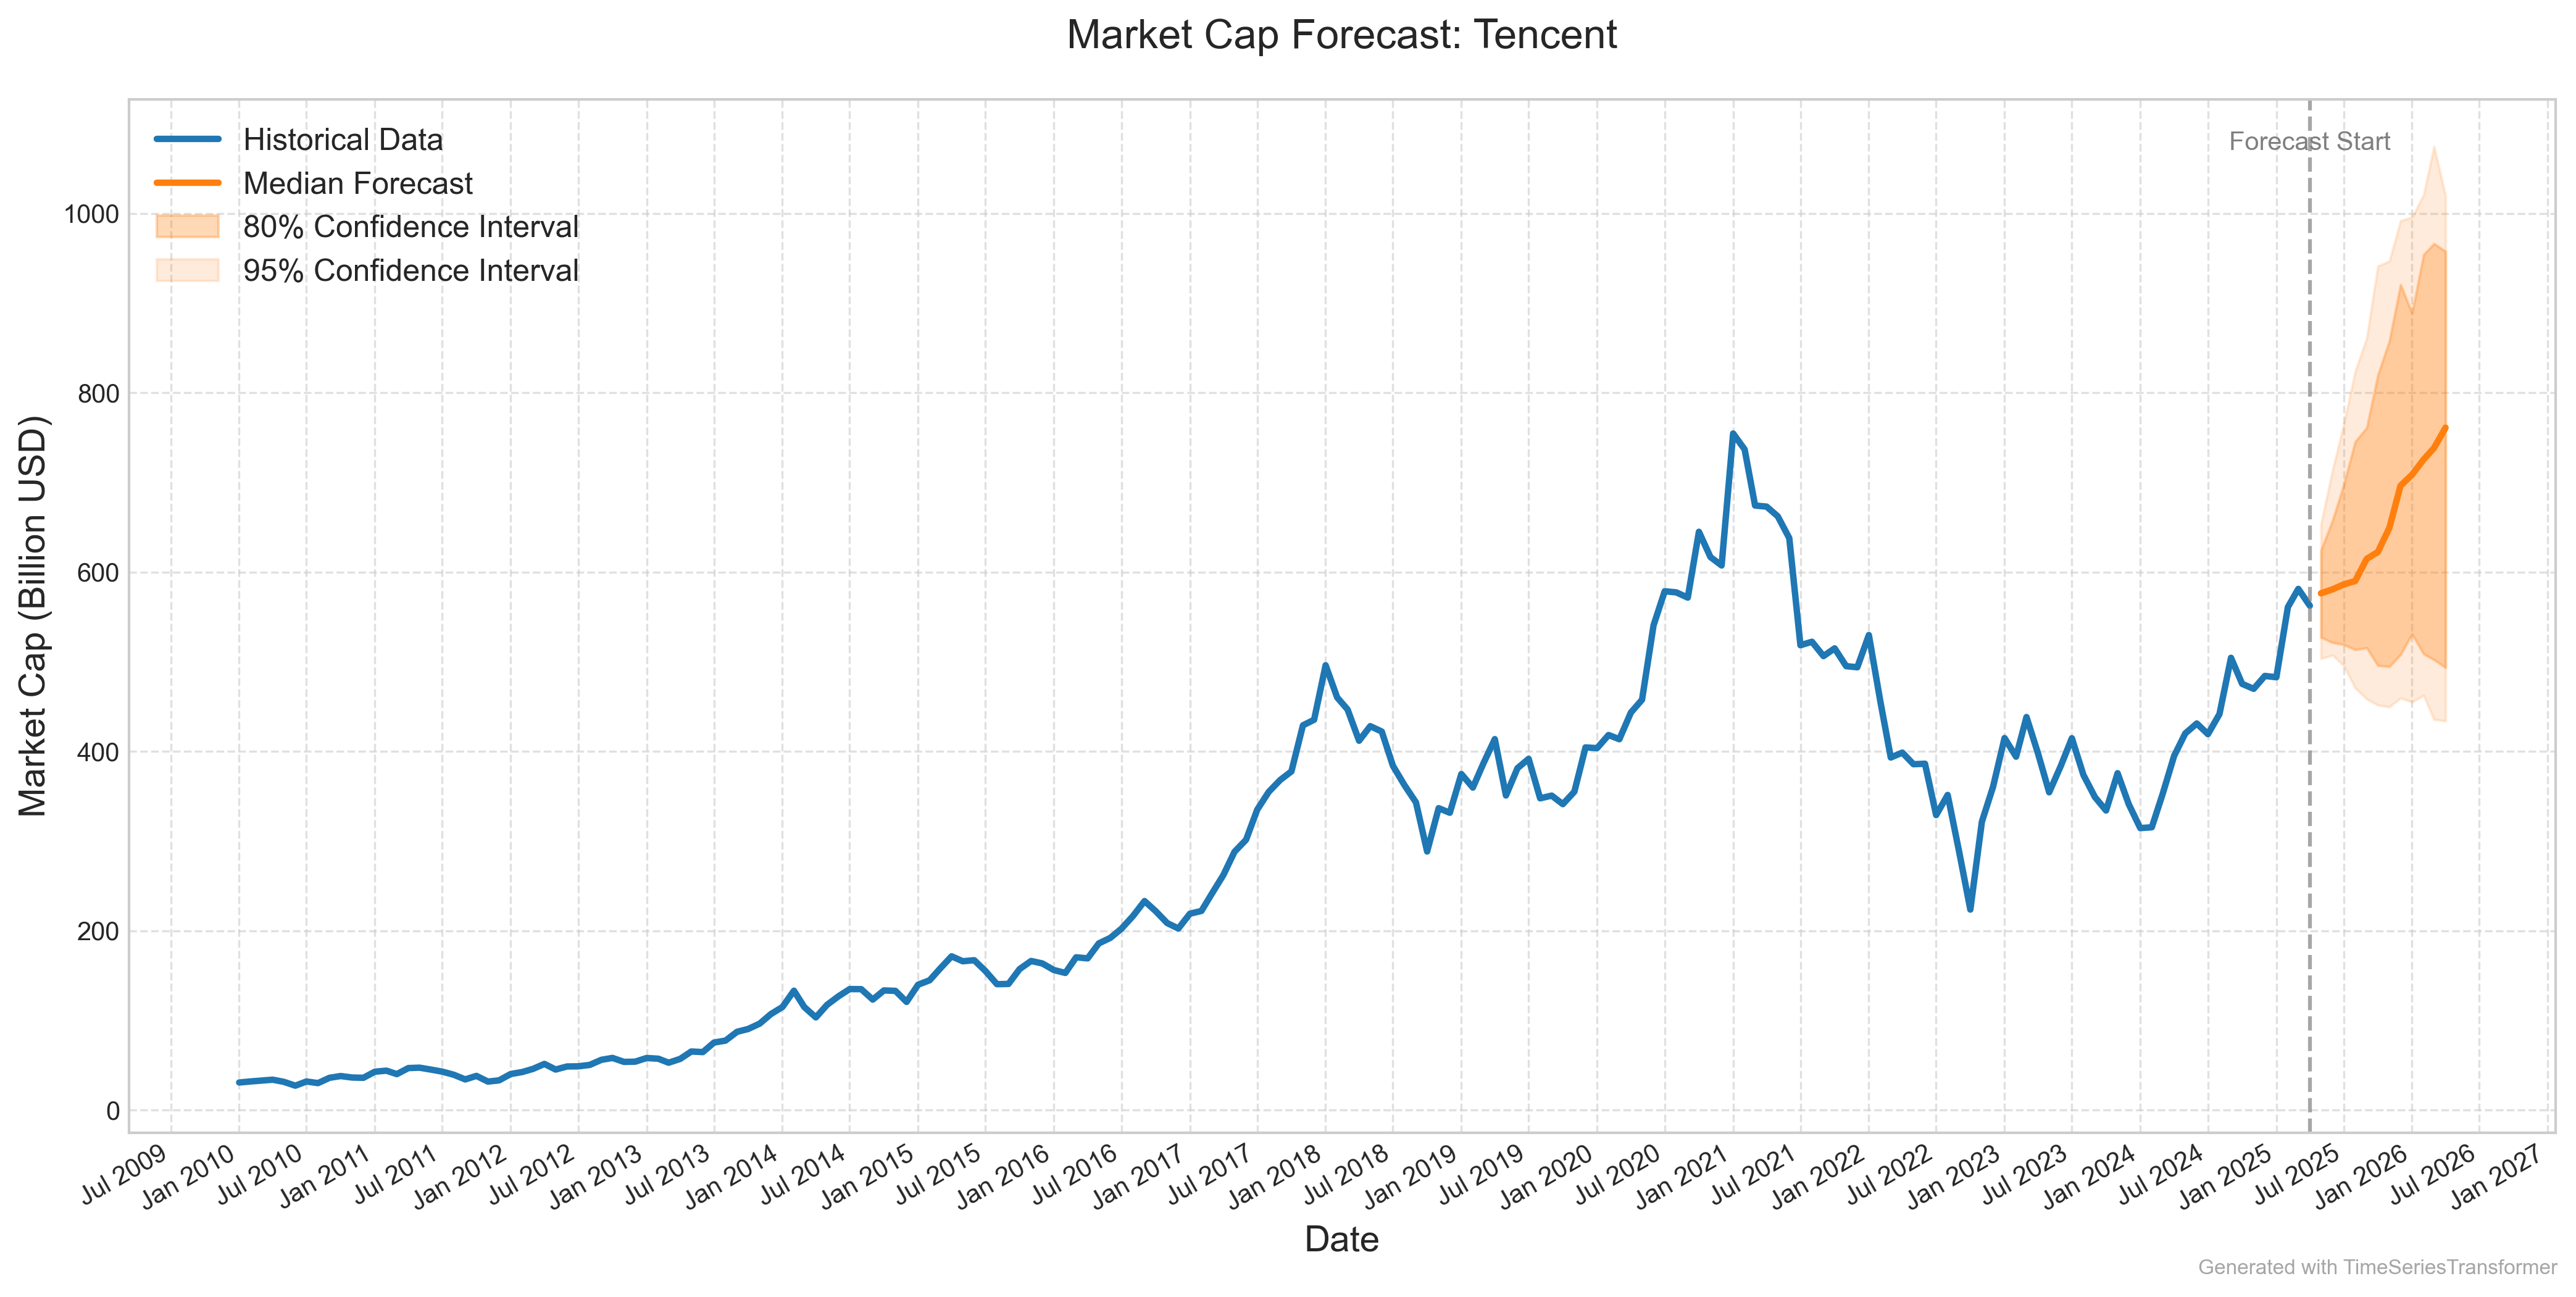 Market Cap Forecast: Tencent
Historical Data
Median Forecast
80% Confidence Interval
95% Confidence Interval
Forecast Start
Market Cap (Billion USD)
1000
800
600
400
200
0
Jul 2009
Jan 2010
Jul 2010
Jan 2011
Jul 2011
Jan 2012
Jul 2012
Jan 2013
Jul 2013
Jan 2014
Jul 2014
Jan 2015
Jul 2015
Jan 2016
Jul 2016
Jan 2017
Jul 2017
Jan 2018
Jul 2018
Jan 2019
Jul 2019
Jan 2020
Jul 2020
Jan 2021
Jul 2021
Jan 2022
Jul 2022
Jan 2023
Jul 2023
Jan 2024
Jul 2024
Jan 2025
Jul 2025
Jan 2026
Jul 2026
Jan 2027
Date
Generated with TimeSeriesTransformer